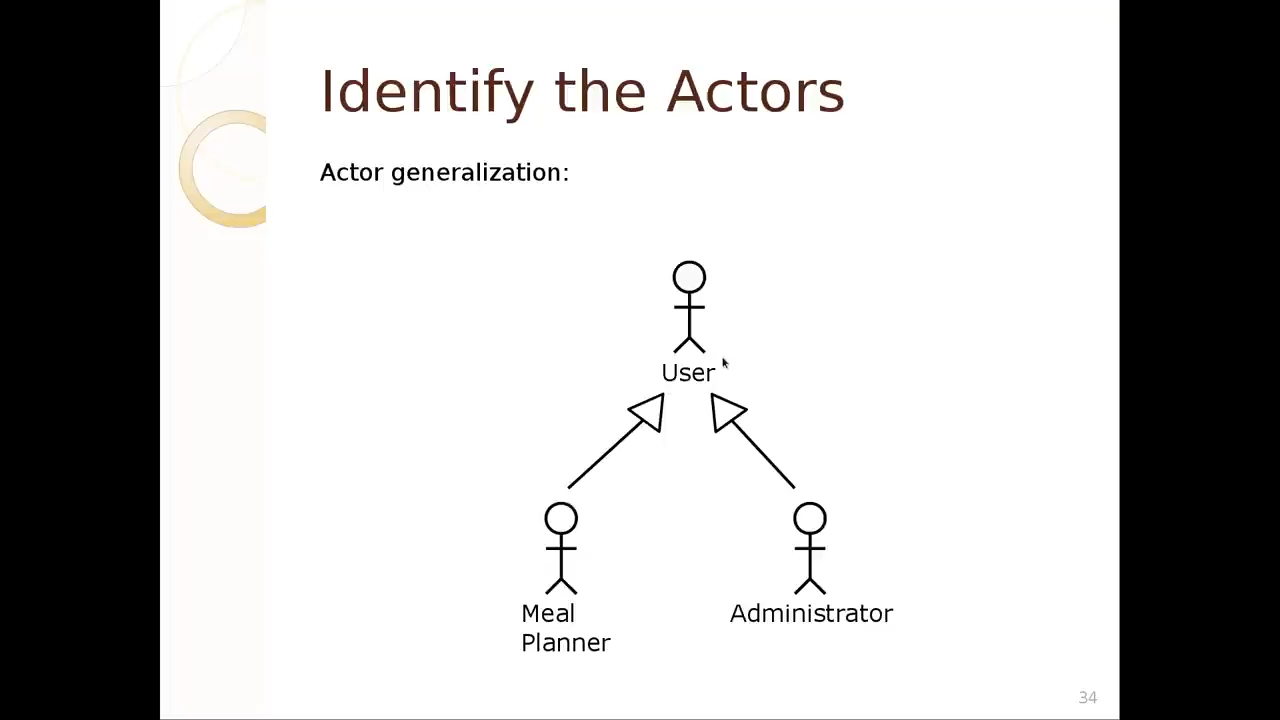 Identify the Actors
Actor generalization:
User
Meal
Planner
Administrator
34